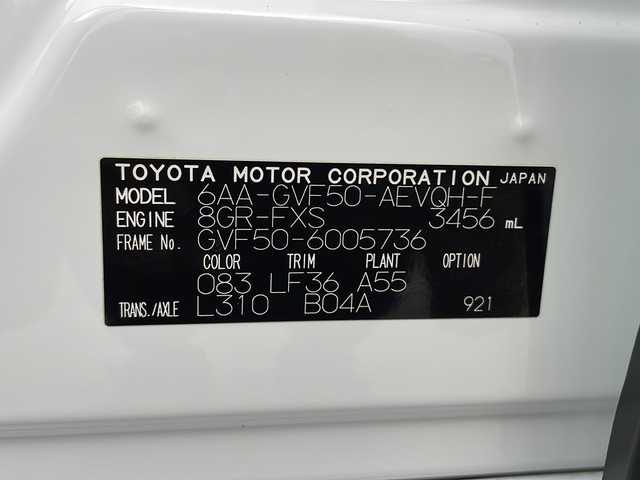 TOYOTA MOTOR CORPORATION JAPAN
MODEL 6AA-GVF50-AEVQH-F
ENGINE 8GR-FXS 3456 mL
FRAME No. GVF50-6005736
COLOR TRIM PLANT OPTION
083 LF36 A55
TRANS./AXLE L310 B04A 921